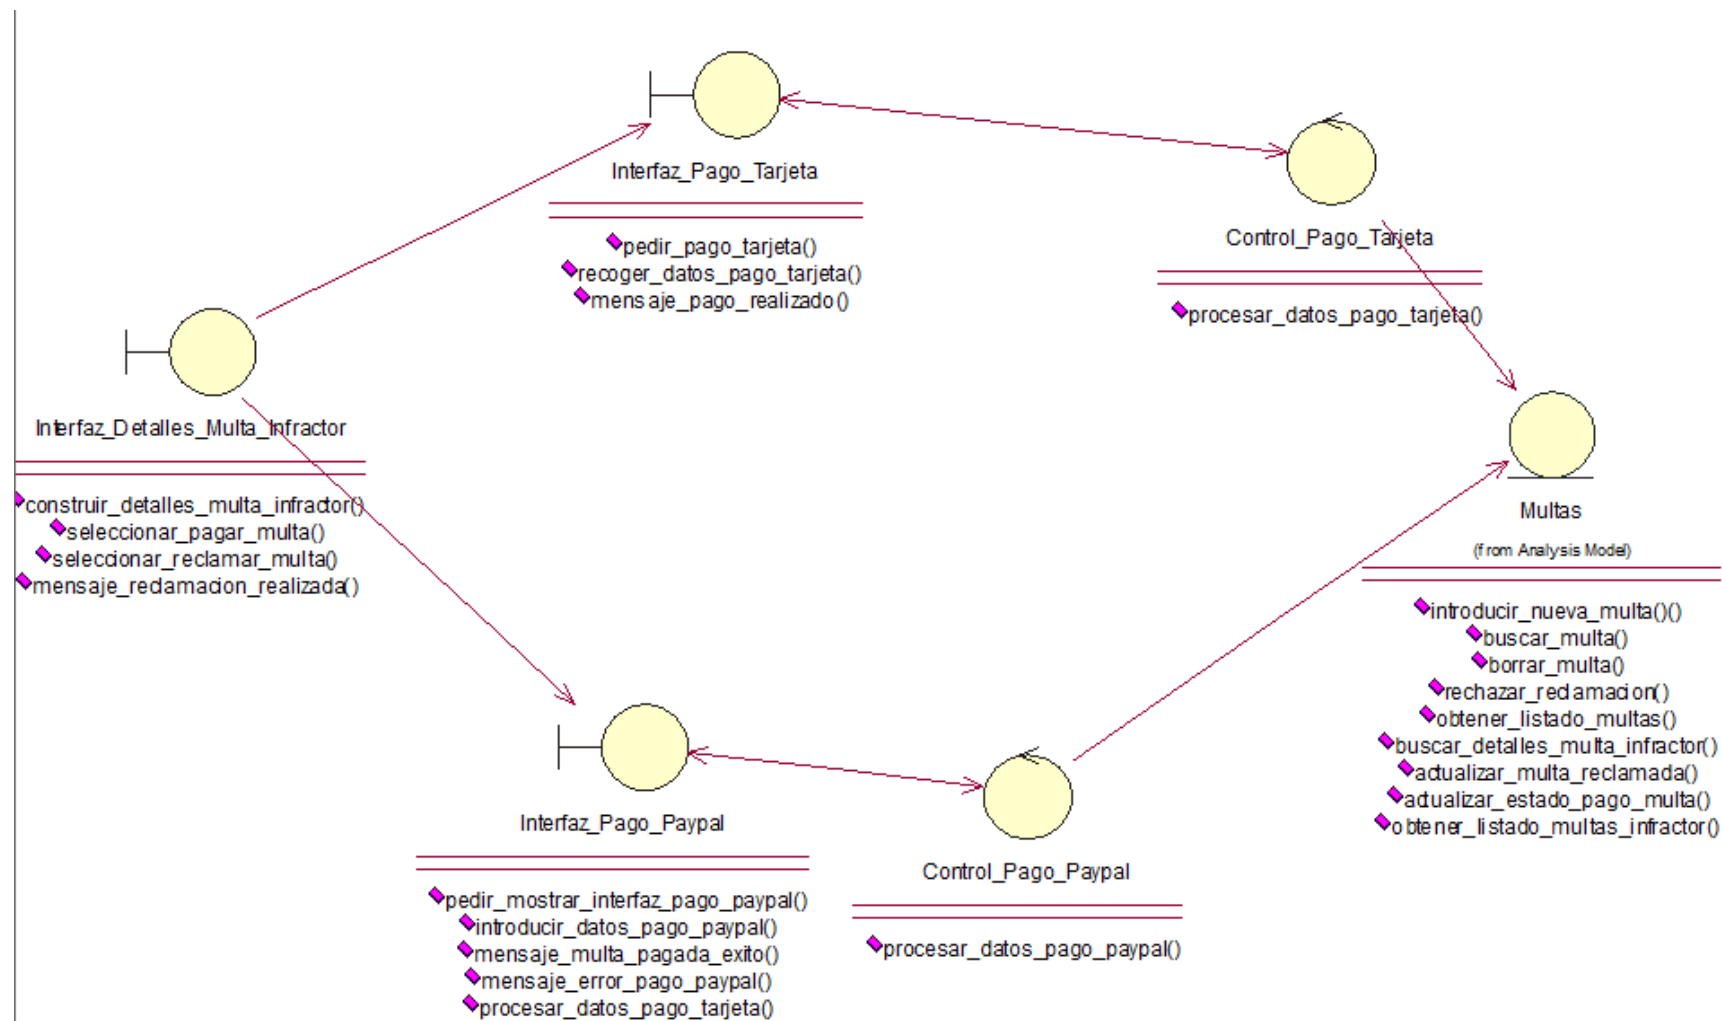 Interfaz_Pago_Tarjeta
pedir_pago_tarjeta()
recoger_datos_pago_tarjeta()
mensaje_pago_realizado()
Control_Pago_Tarjeta
procesar_datos_pago_tarjeta()
Interfaz_Detalles_Multa_Infractor
construir_detalles_multa_infractor()
seleccionar_pagar_multa()
seleccionar_reclamar_multa()
mensaje_reclamacion_realizada()
Multas
(from Analysis Model)
introducir_nueva_multa()()
buscar_multa()
borrar_multa()
rechazar_reclamacion()
obtener_listado_multas()
buscar_detalles_multa_infractor()
actualizar_multa_reclamada()
actualizar_estado_pago_multa()
obtener_listado_multas_infractor()
Interfaz_Pago_Paypal
pedir_mostrar_interfaz_pago_paypal()
introducir_datos_pago_paypal()
mensaje_multa_pagada_exito()
mensaje_error_pago_paypal()
procesar_datos_pago_tarjeta()
Control_Pago_Paypal
procesar_datos_pago_paypal()